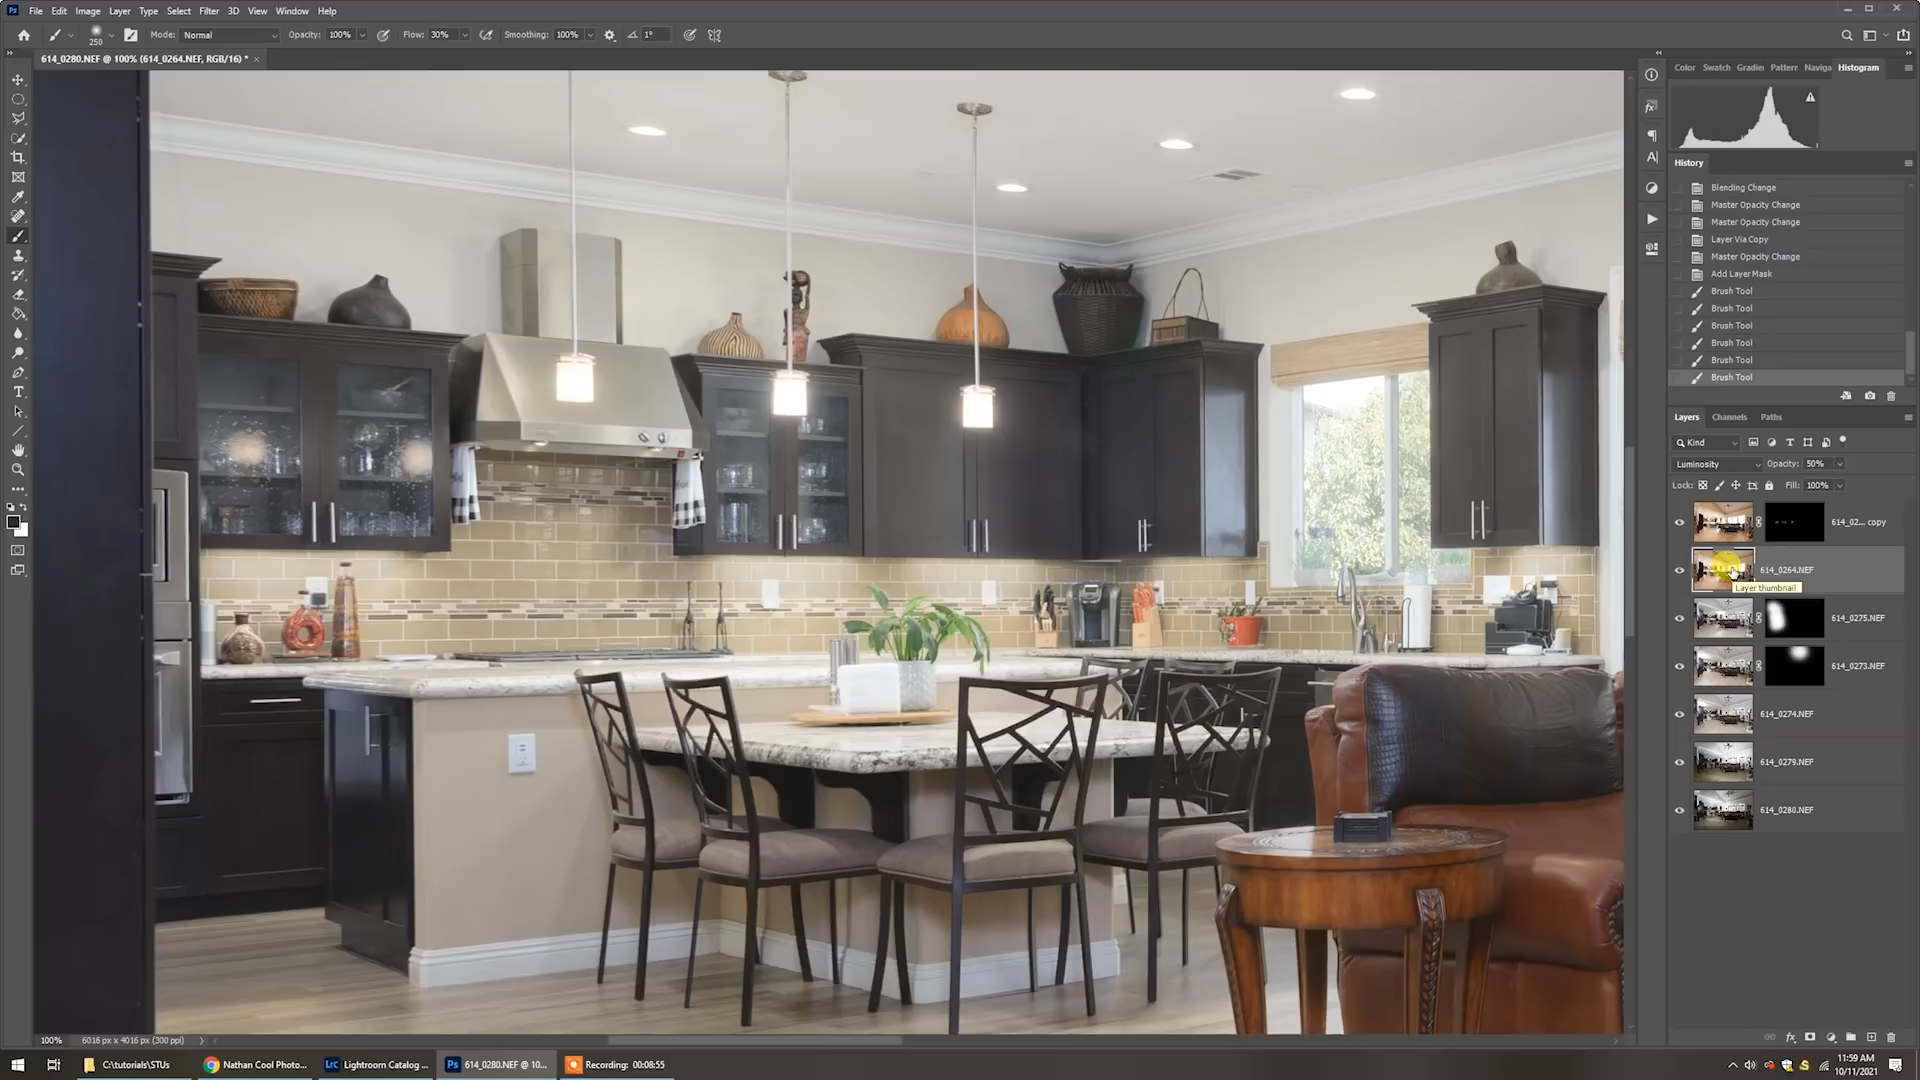 Ps File Edit Image Layer Type Select Filter 3D View Window Help
250 Mode: Normal Opacity: 100% Flow: 30% Smoothing: 100% 1°
614_0280.NEF @ 100% (614_0264.NEF, RGB/16) *
Color Swatch Gradie Patterr Naviga Histogram
History
Blending Change
Master Opacity Change
Master Opacity Change
Layer Via Copy
Master Opacity Change
Add Layer Mask
Brush Tool
Brush Tool
Brush Tool
Brush Tool
Brush Tool
Brush Tool
Layers Channels Paths
Kind
Luminosity Opacity: 50%
Lock: Fill: 100%
614_02... copy
614_0264.NEF
Layer thumbnail
614_0275.NEF
614_0273.NEF
614_0274.NEF
614_0279.NEF
614_0280.NEF
100% 6016 px x 4016 px (300 ppi)
C:\tutorials\STUs Nathan Cool Photo... LrC Lightroom Catalog ... Ps 614_0280.NEF @ 10... Recording: 00:08:55
11:59 AM
10/11/2021